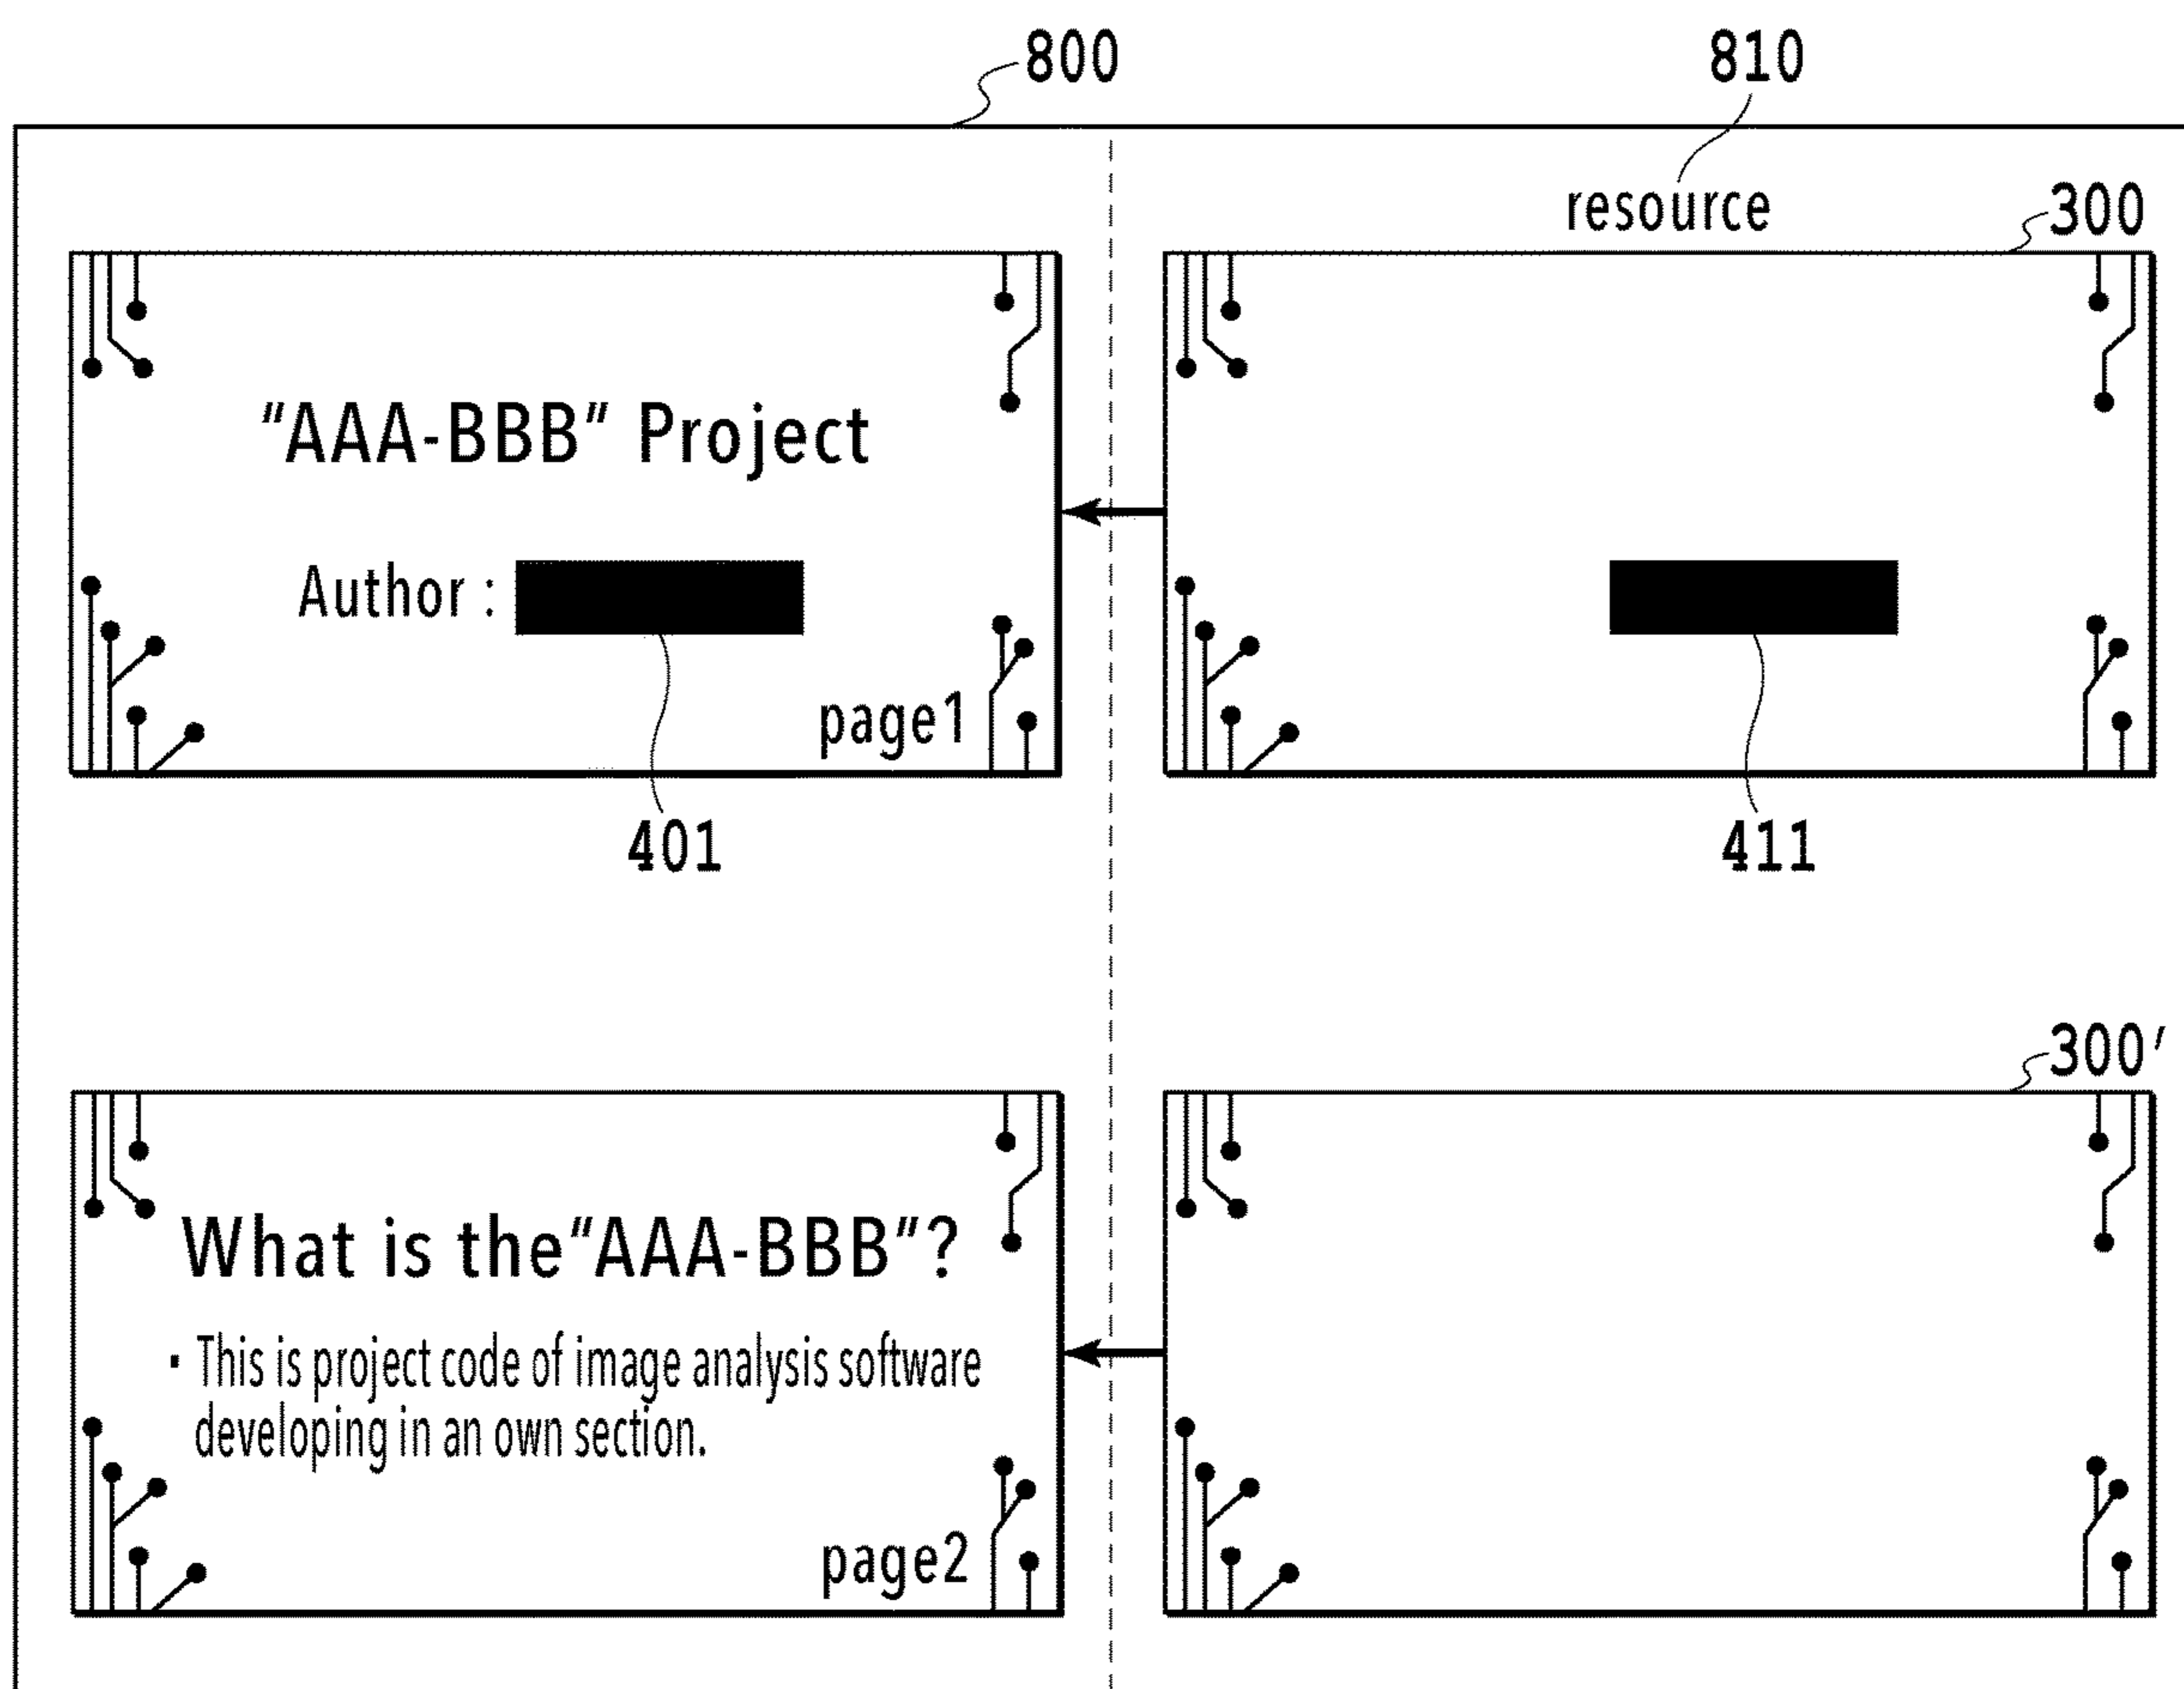 800
810
resource
300
"AAA-BBB" Project
Author :
page1
401
411
300'
What is the "AAA-BBB"?
· This is project code of image analysis software
developing in an own section.
page2